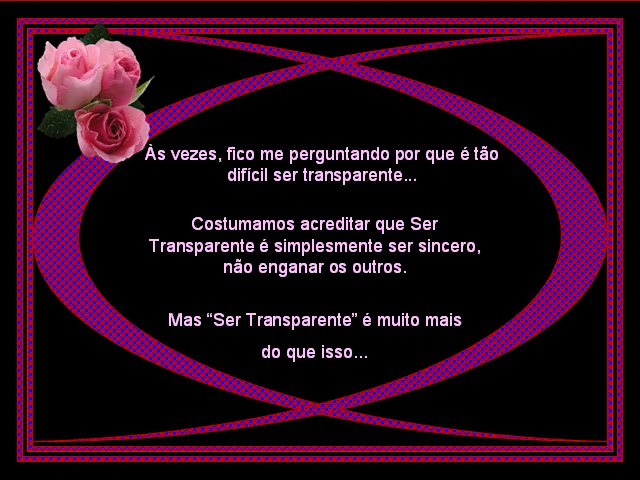 Às vezes, fico me perguntando por que é tão
difícil ser transparente...
Costumamos acreditar que Ser
Transparente é simplesmente ser sincero,
não enganar os outros.
Mas “Ser Transparente” é muito mais
do que isso...